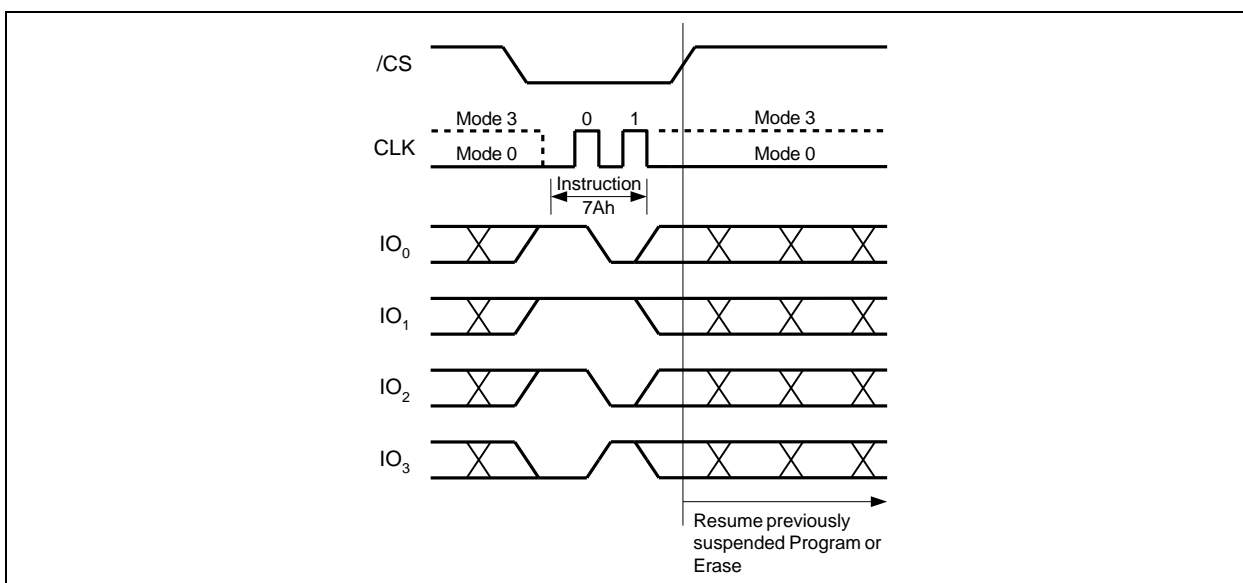 /CS
Mode 3 0 1 Mode 3
CLK
Mode 0 Mode 0
Instruction
7Ah
IO0
IO1
IO2
IO3
Resume previously
suspended Program or
Erase